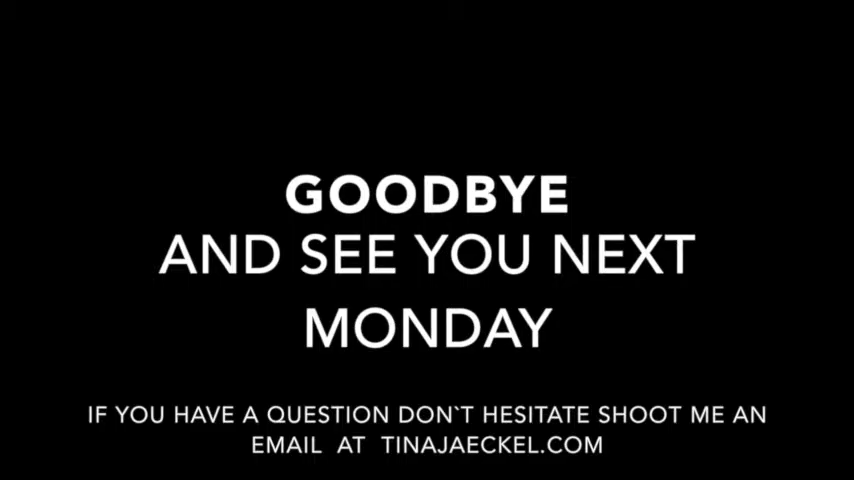 GOODBYE
AND SEE YOU NEXT
MONDAY
IF YOU HAVE A QUESTION DON`T HESITATE SHOOT ME AN
EMAIL AT TINAJAECKEL.COM